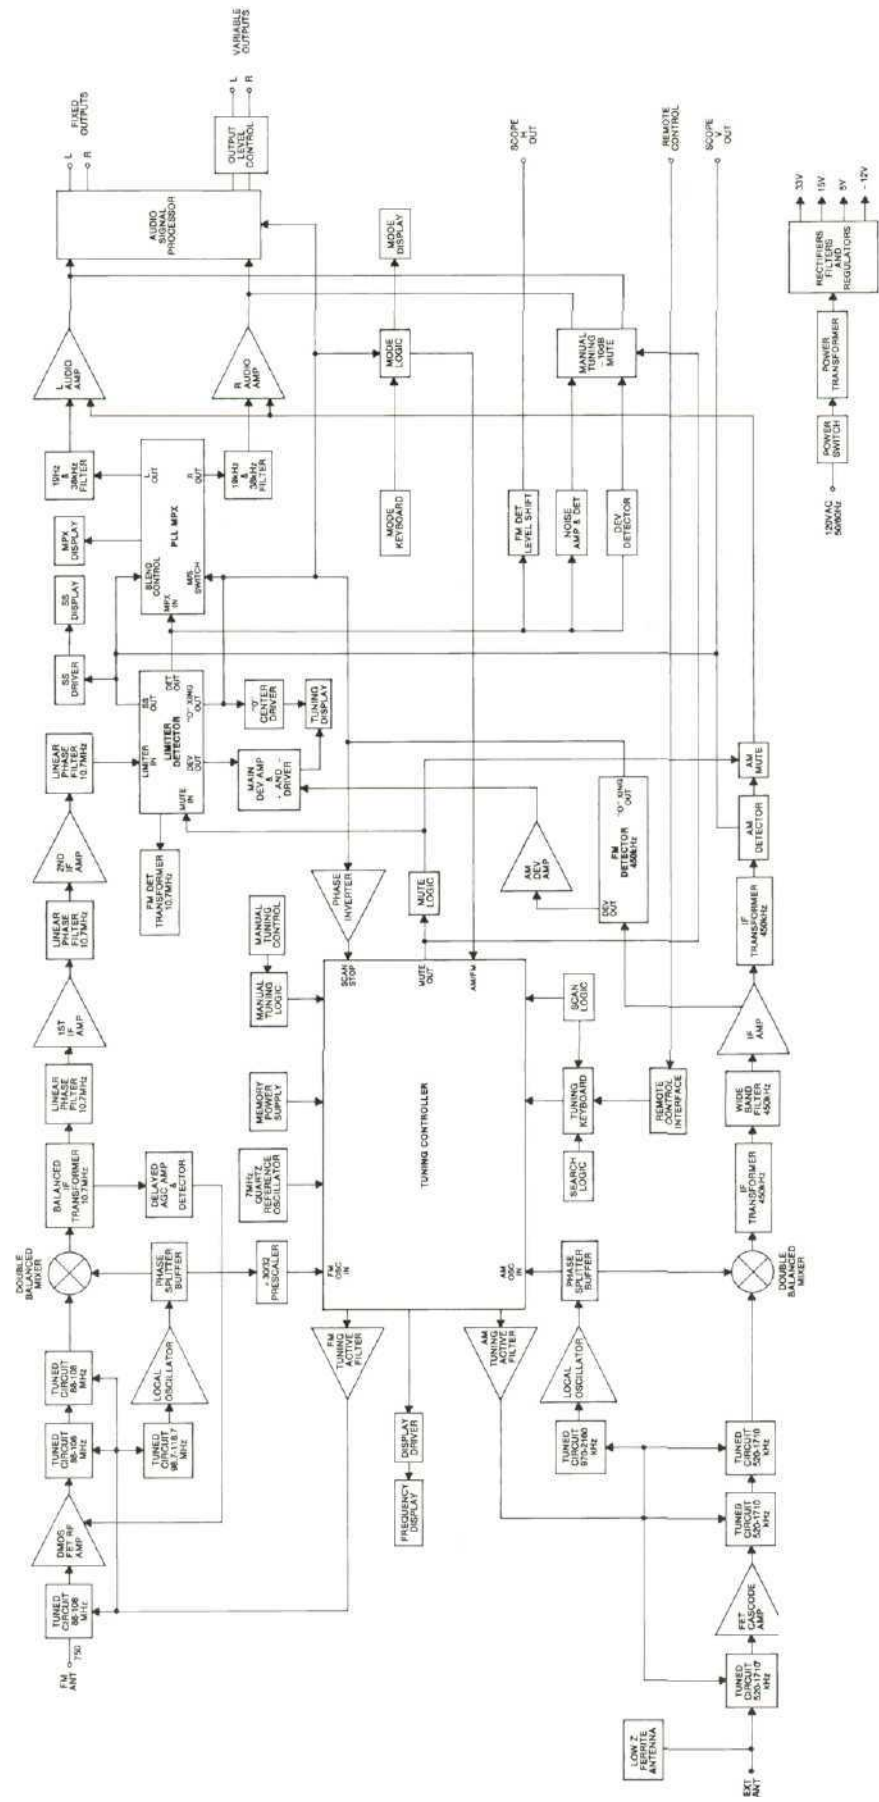 FM
ANT
75Ω
TUNED
CIRCUIT
88-108
MHz
DMOS
FET RF
AMP
TUNED
CIRCUIT
88-108
MHz
TUNED
CIRCUIT
88-108
MHz
DOUBLE
BALANCED
MIXER
BALANCED
IF
TRANSFORMER
10.7MHz
LINEAR
PHASE
FILTER
10.7MHz
1ST
IF
AMP
LINEAR
PHASE
FILTER
10.7MHz
2ND
IF
AMP
LINEAR
PHASE
FILTER
10.7MHz
SS
DRIVER
SS
DISPLAY
MPX
DISPLAY
19Hz
&
38kHz
FILTER
L
AUDIO
AMP
AUDIO
SIGNAL
PROCESSOR
L
R
FIXED
OUTPUTS
OUTPUT
LEVEL
CONTROL
L
R
VARIABLE
OUTPUTS
TUNED
CIRCUIT
98.7-118.7
MHz
LOCAL
OSCILLATOR
PHASE
SPLITTER
BUFFER
DELAYED
AGC AMP
&
DETECTOR
FM DET
TRANSFORMER
10.7MHz
LIMITER
IN
SS
OUT
LIMITER
DETECTOR
MUTE
IN
DEV
OUT
"O" XING
OUT
DET
OUT
BLEND
CONTROL
MPX
IN
PLL MPX
M/S
SWITCH
L
OUT
R
OUT
19kHz
&
38kHz
FILTER
R
AUDIO
AMP
MAIN
DEV AMP
&
+ AND -
DRIVER
"O"
CENTER
DRIVER
TUNING
DISPLAY
÷30/32
PRESCALER
7MHz
QUARTZ
REFERENCE
OSCILLATOR
MEMORY
POWER
SUPPLY
MANUAL
TUNING
LOGIC
MANUAL
TUNING
CONTROL
PHASE
INVERTER
MUTE LOGIC
FM
TUNING
ACTIVE
FILTER
FM
OSC
IN
SCAN
STOP
MUTE
OUT
AM/FM
TUNING CONTROLLER
AM
OSC
IN
AM
TUNING
ACTIVE
FILTER
DISPLAY
DRIVER
FREQUENCY
DISPLAY
MODE
KEYBOARD
MODE
LOGIC
MODE
DISPLAY
FM DET
LEVEL SHIFT
NOISE
AMP & DET
DEV
DETECTOR
MANUAL
TUNING
-10dB
MUTE
SCOPE
H
OUT
REMOTE
CONTROL
SCOPE
V
OUT
AM
DEV
AMP
DEV
OUT
FM
DETECTOR
450kHz
"O" XING
OUT
SEARCH
LOGIC
TUNING
KEYBOARD
SCAN
LOGIC
REMOTE
CONTROL
INTERFACE
TUNED
CIRCUIT
970-2160
kHz
LOCAL
OSCILLATOR
PHASE
SPLITTER
BUFFER
LOW Z
FERRITE
ANTENNA
EXT
ANT
TUNED
CIRCUIT
520-1710
kHz
FET
CASCODE
AMP
TUNED
CIRCUIT
520-1710
kHz
TUNED
CIRCUIT
520-1710
kHz
DOUBLE
BALANCED
MIXER
IF
TRANSFORMER
450kHz
WIDE
BAND
FILTER
450kHz
IF
AMP
IF
TRANSFORMER
450kHz
AM
DETECTOR
AM
MUTE
120VAC
50/60Hz
POWER
SWITCH
POWER
TRANSFORMER
RECTIFIERS
FILTERS
AND
REGULATORS
33V
15V
5V
-12V